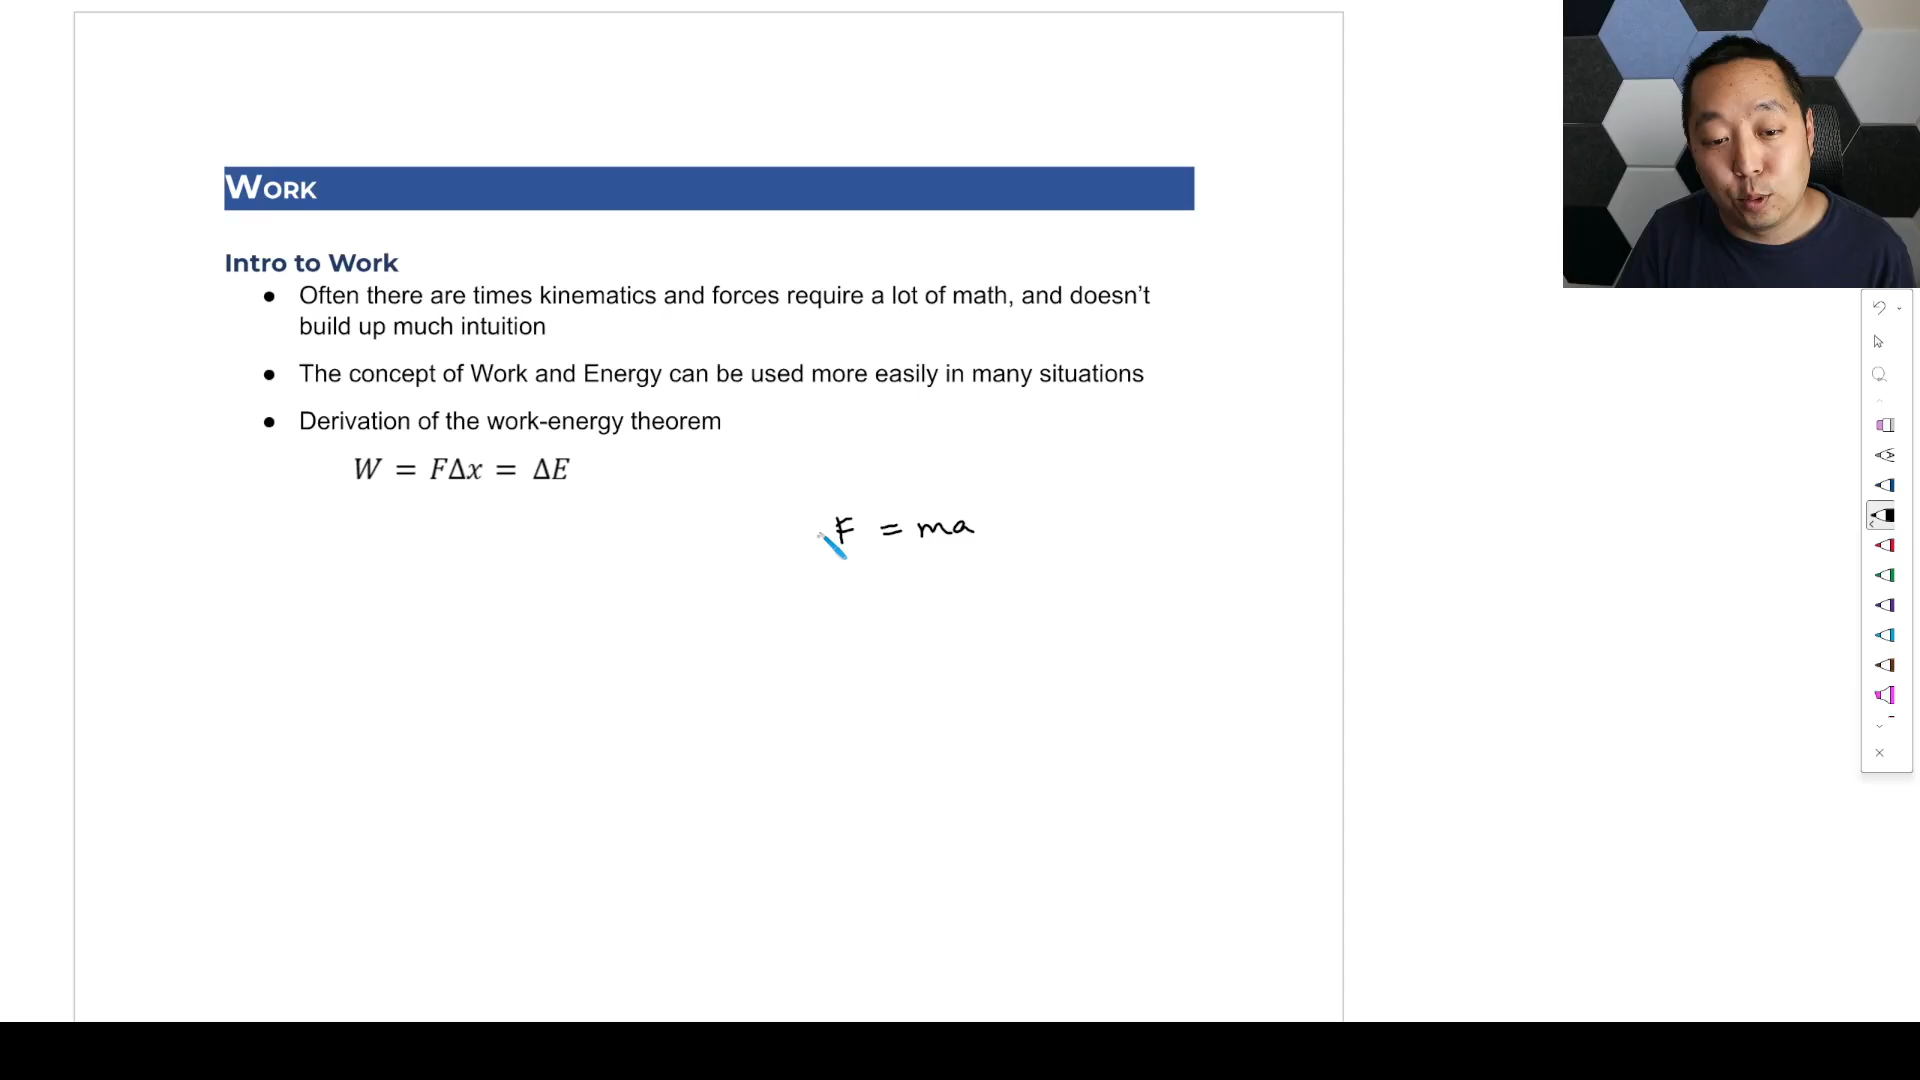 WORK
Intro to Work
● Often there are times kinematics and forces require a lot of math, and doesn’t
build up much intuition
● The concept of Work and Energy can be used more easily in many situations
● Derivation of the work-energy theorem
W = FΔx = ΔE
F = ma